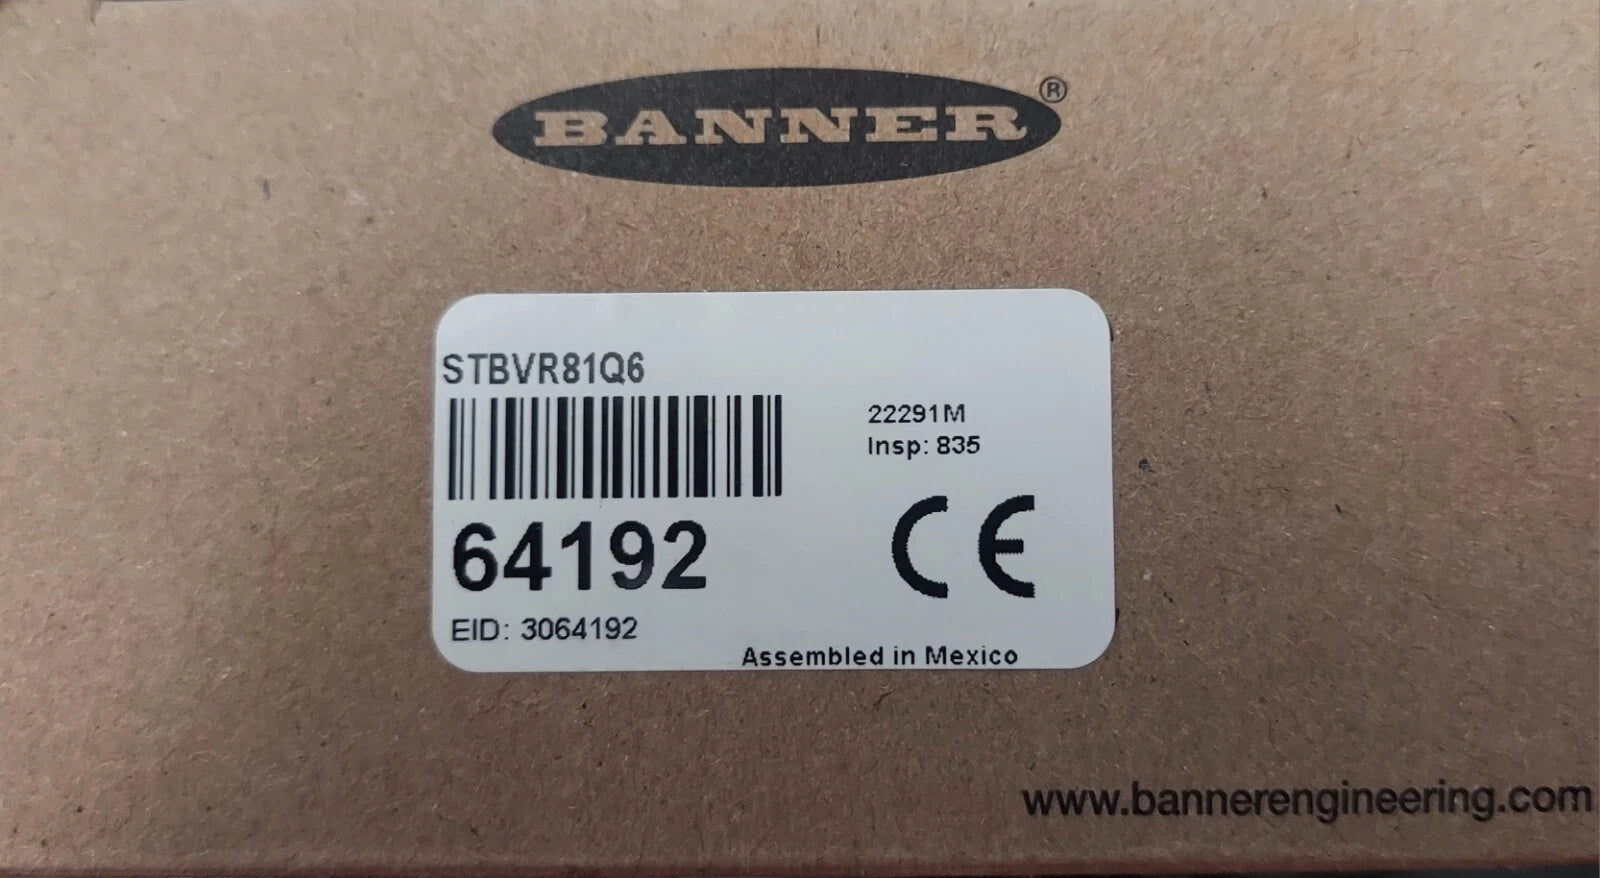 BANNER®
STBVR81Q6
22291M
Insp: 835
64192
CE
EID: 3064192
Assembled in Mexico
www.bannerengineering.com